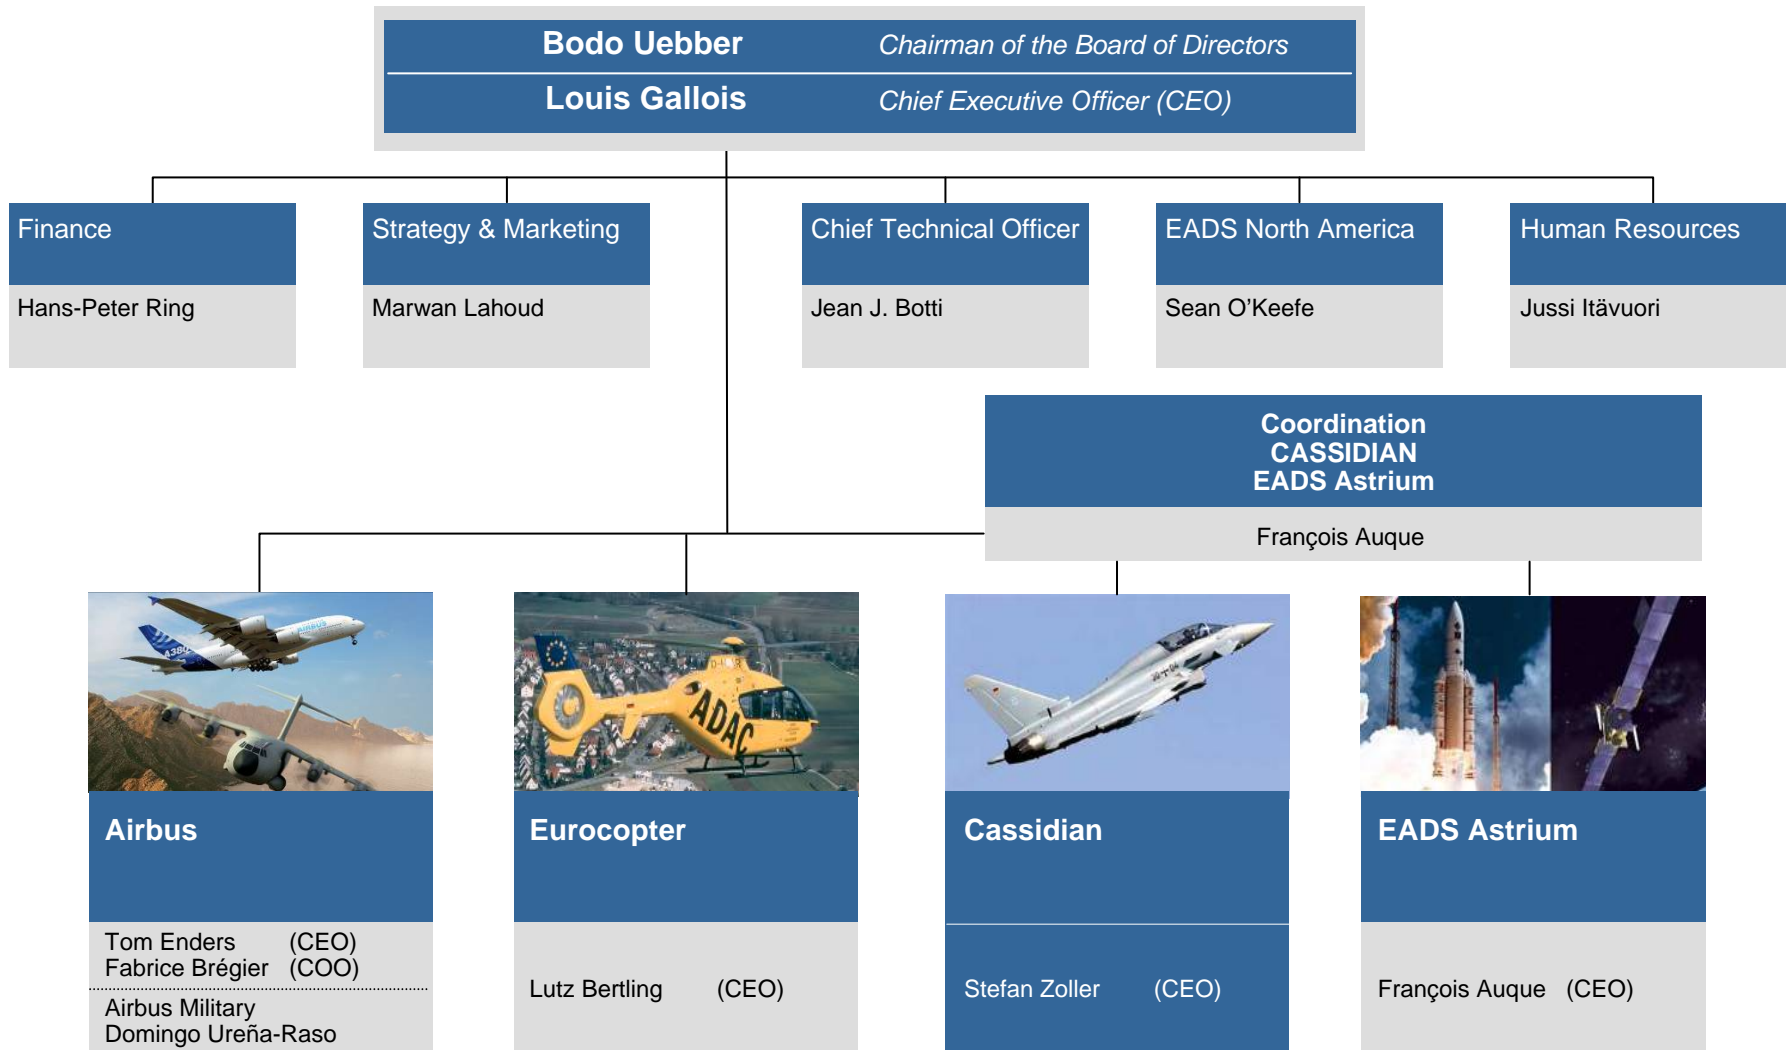 Bodo Uebber Chairman of the Board of Directors
Louis Gallois Chief Executive Officer (CEO)
Finance
Hans-Peter Ring
Strategy & Marketing
Marwan Lahoud
Chief Technical Officer
Jean J. Botti
EADS North America
Sean O’Keefe
Human Resources
Jussi Itävuori
Coordination
CASSIDIAN
EADS Astrium
François Auque
AIRBUS
A380
Airbus
Tom Enders (CEO)
Fabrice Brégier (COO)
Airbus Military
Domingo Ureña-Raso
ADAC
Eurocopter
Lutz Bertling (CEO)
Cassidian
Stefan Zoller (CEO)
EADS Astrium
François Auque (CEO)